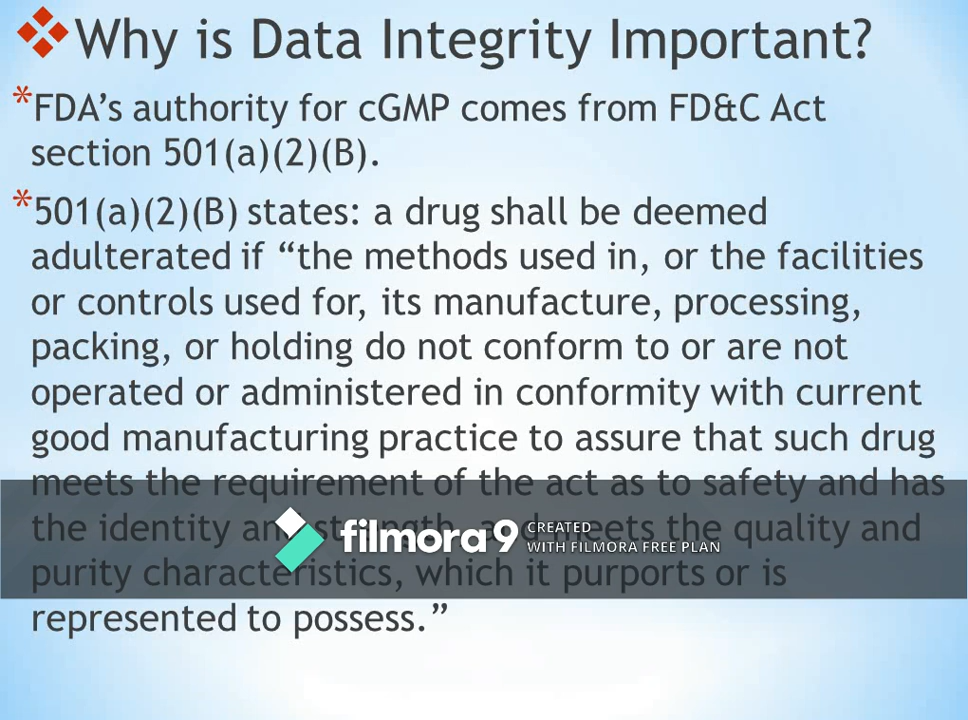 ❖Why is Data Integrity Important?
*FDA's authority for cGMP comes from FD&C Act
section 501(a)(2)(B).
*501(a)(2)(B) states: a drug shall be deemed
adulterated if “the methods used in, or the facilities
or controls used for, its manufacture, processing,
packing, or holding do not conform to or are not
operated or administered in conformity with current
good manufacturing practice to assure that such drug
meets the requirement of the act as to safety and has
the identity and strength, and meets the quality and
purity characteristics, which it purports or is
represented to possess.”
filmora9 CREATED
WITH FILMORA FREE PLAN